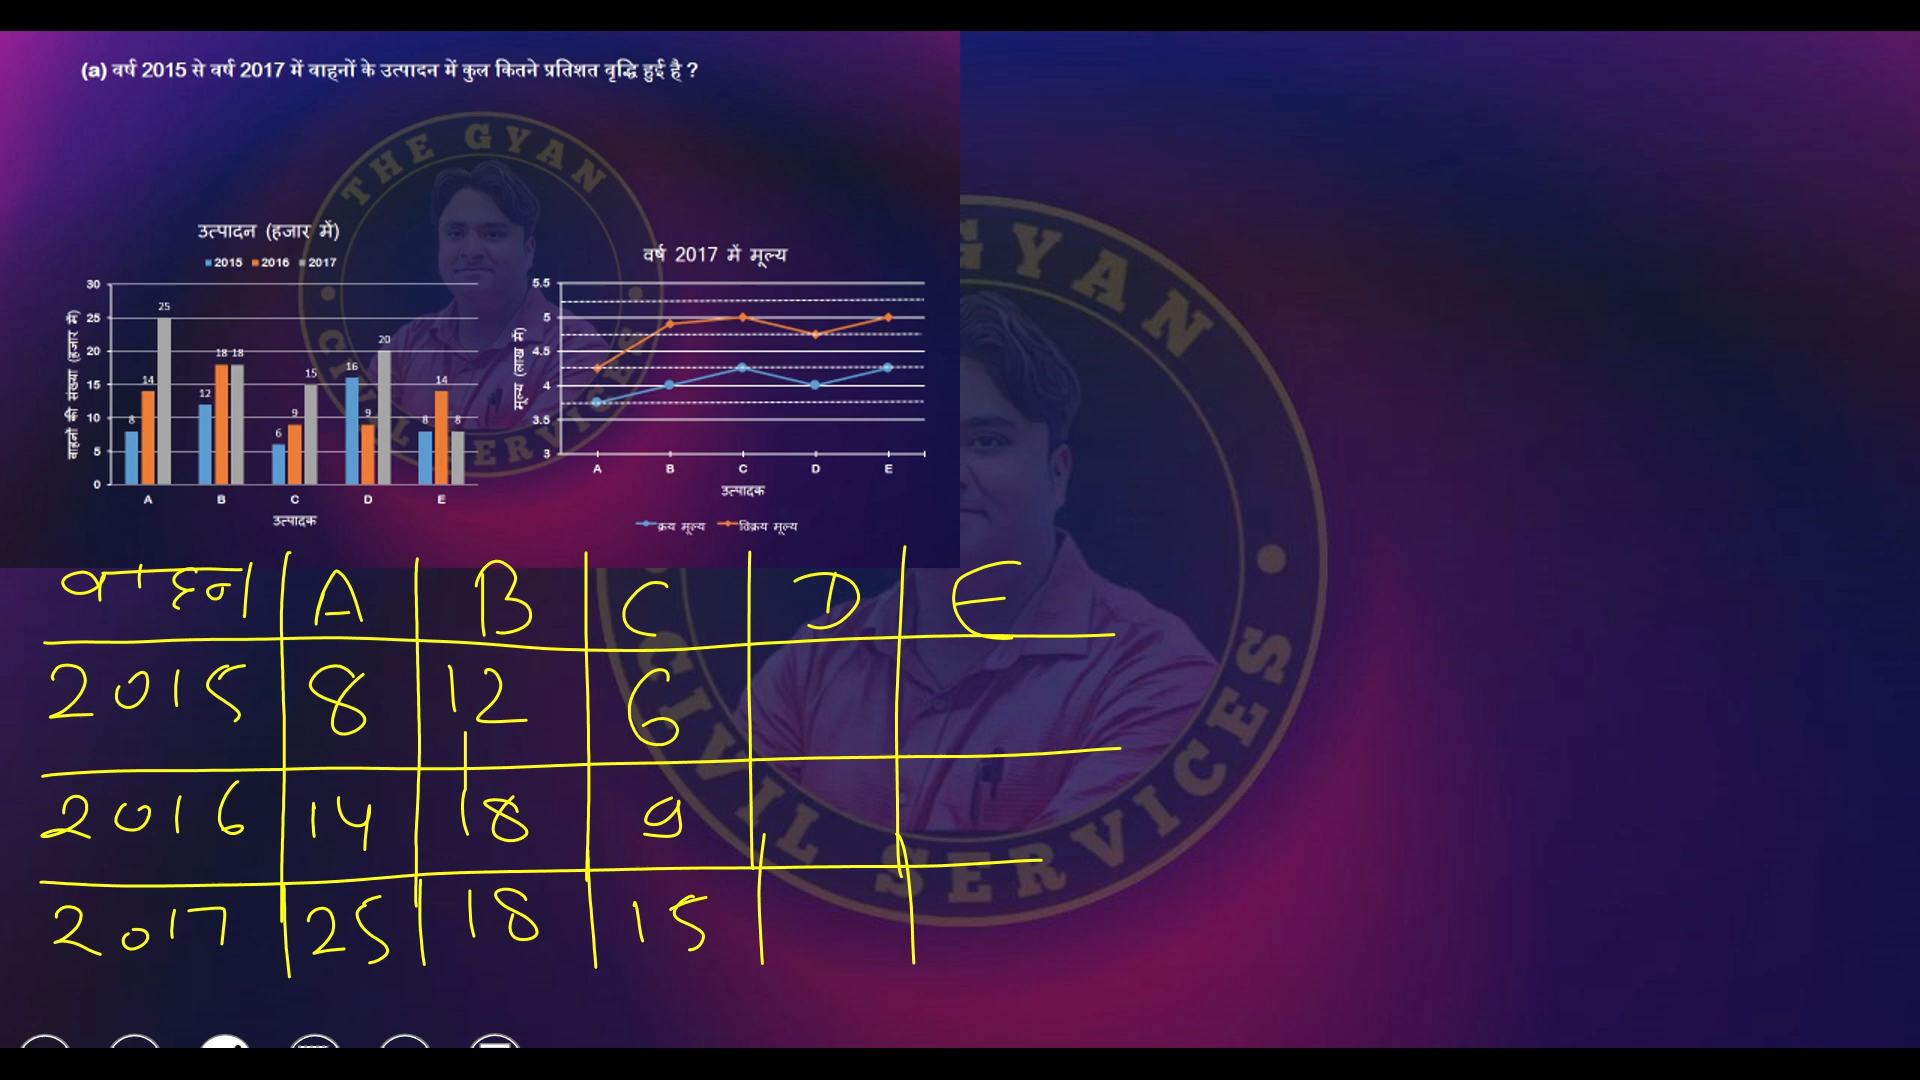 (a) वर्ष 2015 से वर्ष 2017 में वाहनों के उत्पादन में कुल कितने प्रतिशत वृद्धि हुई है ?
THE GYAN
CIVIL SERVICES
उत्पादन (हजार में)
2015 2016 2017
वाहनों की संख्या (हजार में)
30
25
20
15
10
5
0
8 14 25
12 18 18
6 9 15
16 9 20
8 14 8
A B C D E
उत्पादक
वर्ष 2017 में मूल्य
मूल्य (लाख में)
5.5
5
4.5
4
3.5
3
A B C D E
उत्पादक
क्रय मूल्य विक्रय मूल्य
GYAN
CIVIL SERVICES
वाहन A B C D E
2015 8 12 6
2016 14 18 9
2017 25 18 15